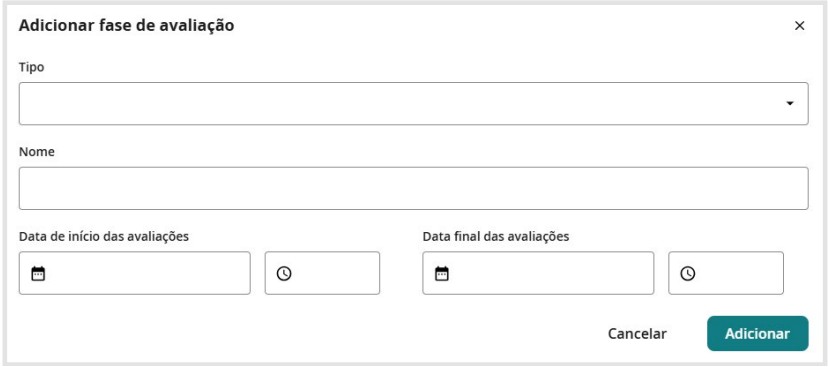 Adicionar fase de avaliação
Tipo
Nome
Data de início das avaliações
Data final das avaliações
Cancelar
Adicionar